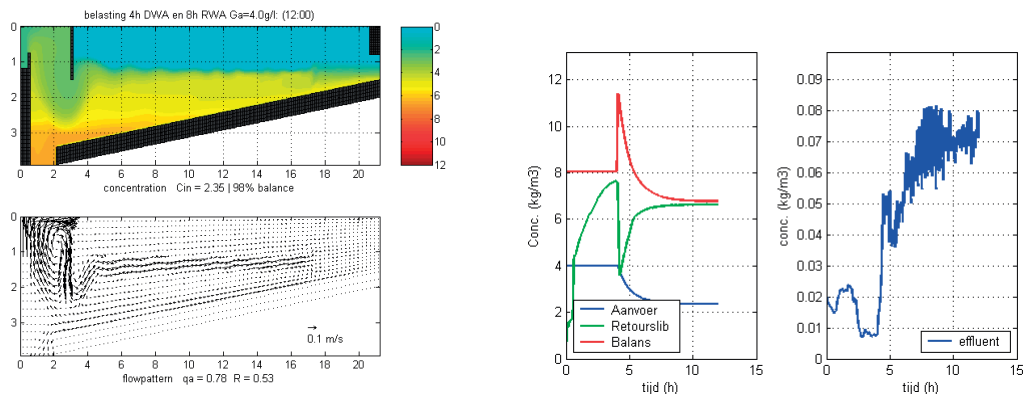 belasting 4h DWA en 8h RWA Ga=4.0g/l: (12:00)
0
1
2
3
0 2 4 6 8 10 12 14 16 18 20
concentration Cin = 2.35 | 98% balance
0
2
4
6
8
10
12
0
1
2
3
0.1 m/s
0 2 4 6 8 10 12 14 16 18 20
flowpattern qa = 0.78 R = 0.53
Conc. (kg/m3)
12
10
8
6
4
2
0
Aanvoer
Retourslib
Balans
0 5 10 15
tijd (h)
conc. (kg/m3)
0.09
0.08
0.07
0.06
0.05
0.04
0.03
0.02
0.01
0
effluent
0 5 10 15
tijd (h)